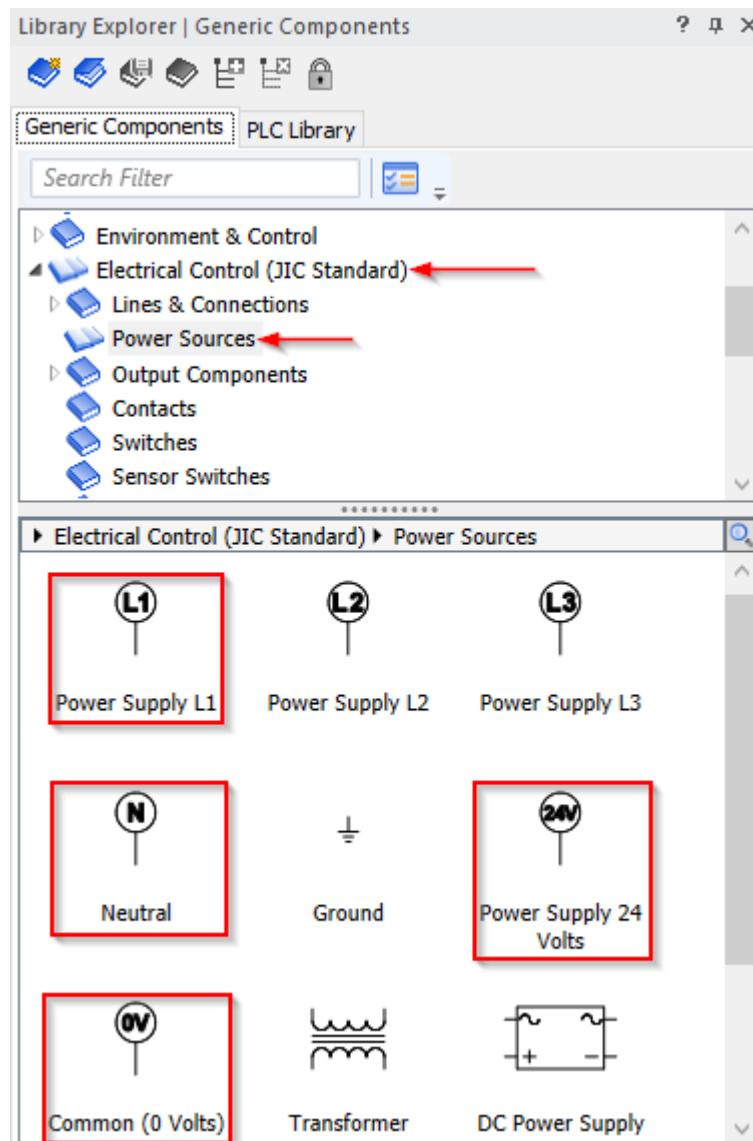 Library Explorer | Generic Components
Generic Components
PLC Library
Search Filter
Environment & Control
Electrical Control (JIC Standard)
Lines & Connections
Power Sources
Output Components
Contacts
Switches
Sensor Switches
Electrical Control (JIC Standard) Power Sources
L1
L2
L3
Power Supply L1
Power Supply L2
Power Supply L3
N
24V
Neutral
Ground
Power Supply 24
Volts
0V
Common (0 Volts)
Transformer
DC Power Supply